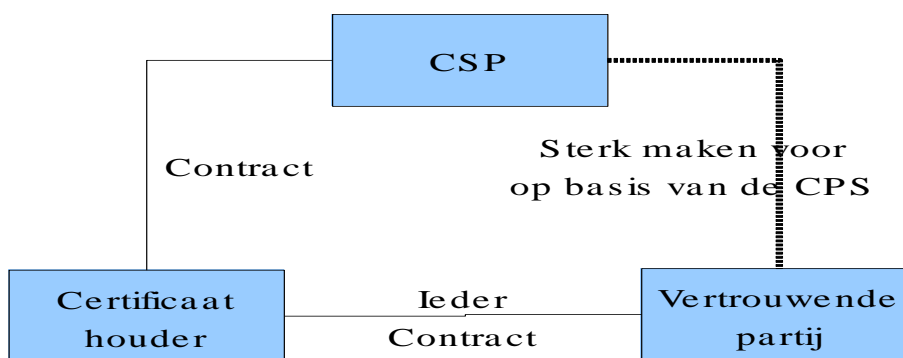 CSP
Contract
Sterk maken voor
op basis van de CPS
Certificaat
houder
Ieder
Contract
Vertrouwende
partij